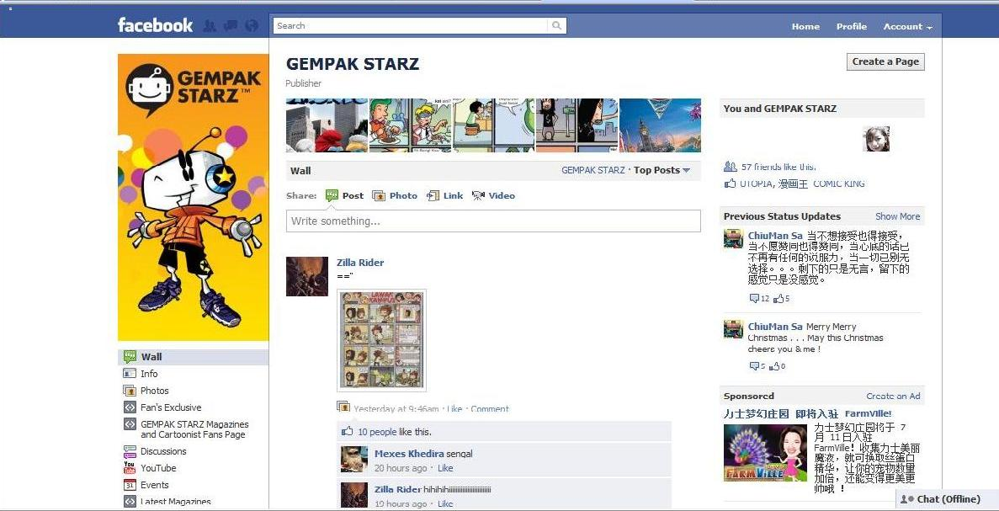 facebook
Search
Home Profile Account
GEMPAK STARZ™
GEMPAK STARZ
Publisher
Create a Page
Wall
GEMPAK STARZ · Top Posts
Share: Post Photo Link Video
Write something...
Zilla Rider
=="
LAWAK KAMPUS
Yesterday at 9:46am · Like · Comment
10 people like this.
Mexes Khedira sengal
20 hours ago · Like
Zilla Rider hihihihiiiiiiiiiiiiiiiiiiiiiii
19 hours ago · Like
Wall
Info
Photos
Fan's Exclusive
GEMPAK STARZ Magazines
and Cartoonist Fans Page
Discussions
You Tube
YouTube
31
Events
Latest Magazines
You and GEMPAK STARZ
57 friends like this.
UTOPIA, 漫画王 COMIC KING
Previous Status Updates Show More
ChiuMan Sa 当不想接受也得接受，
当不愿赞同也得赞同，当心底的话已
不再有任何的说服力，当一切已别无
选择。。。剩下的只是无言，留下的
感觉只是没感觉。
12 5
ChiuMan Sa Merry Merry
Christmas . . . May this Christmas
cheers you & me !
5 8
Sponsored Create an Ad
力士梦幻庄园 即将入驻 FarmVille!
力士梦幻庄园将于 7
月 11 日入驻
FarmVille！收集力士美丽
魔液，就可换取丝蛋白
精华，让你的宠物数量
加倍，还能变得更美更
帅哦 ！
FARMVILLE
Chat (Offline)